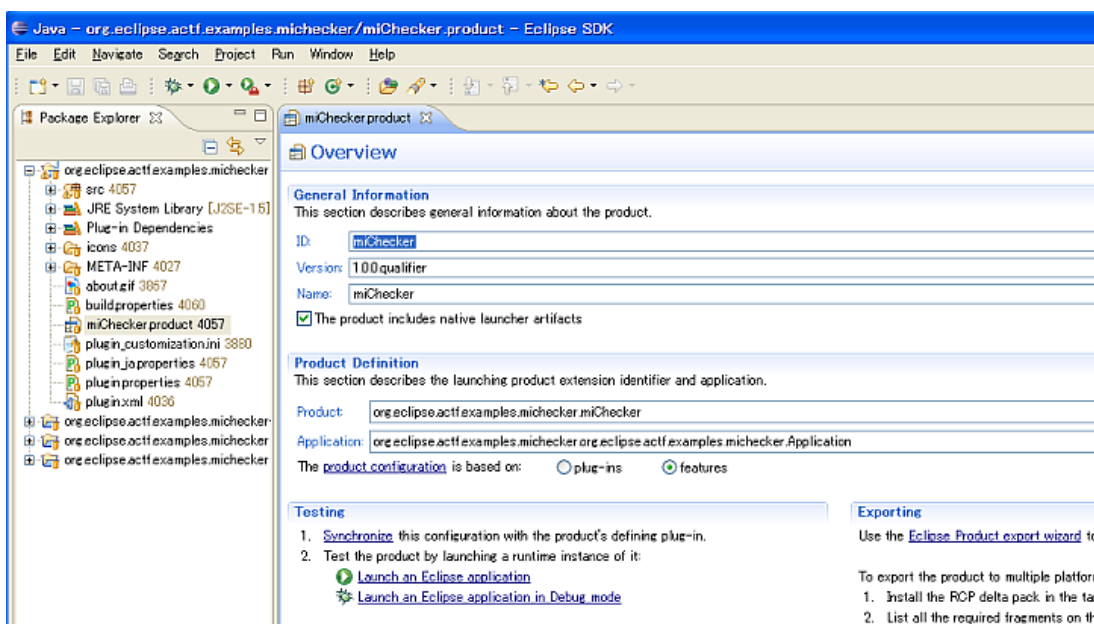 Java - org.eclipse.actf.examples.michecker/miChecker.product - Eclipse SDK
File Edit Navigate Search Project Run Window Help
Package Explorer
org.eclipse.actf.examples.michecker
src 4057
JRE System Library [J2SE-1.5]
Plug-in Dependencies
icons 4037
META-INF 4027
about.gif 3857
build.properties 4060
miChecker.product 4057
plugin_customization.ini 3880
plugin_ja.properties 4057
plugin.properties 4057
plugin.xml 4036
org.eclipse.actf.examples.michecker
org.eclipse.actf.examples.michecker
org.eclipse.actf.examples.michecker
miChecker.product
Overview
General Information
This section describes general information about the product.
ID: miChecker
Version: 1.0.0.qualifier
Name: miChecker
The product includes native launcher artifacts
Product Definition
This section describes the launching product extension identifier and application.
Product: org.eclipse.actf.examples.michecker.miChecker
Application: org.eclipse.actf.examples.michecker.org.eclipse.actf.examples.michecker.Application
The product configuration is based on: plug-ins features
Testing
1. Synchronize this configuration with the product's defining plug-in.
2. Test the product by launching a runtime instance of it:
Launch an Eclipse application
Launch an Eclipse application in Debug mode
Exporting
Use the Eclipse Product export wizard to
To export the product to multiple platfor
1. Install the RCP delta pack in the ta
2. List all the required fragments on th